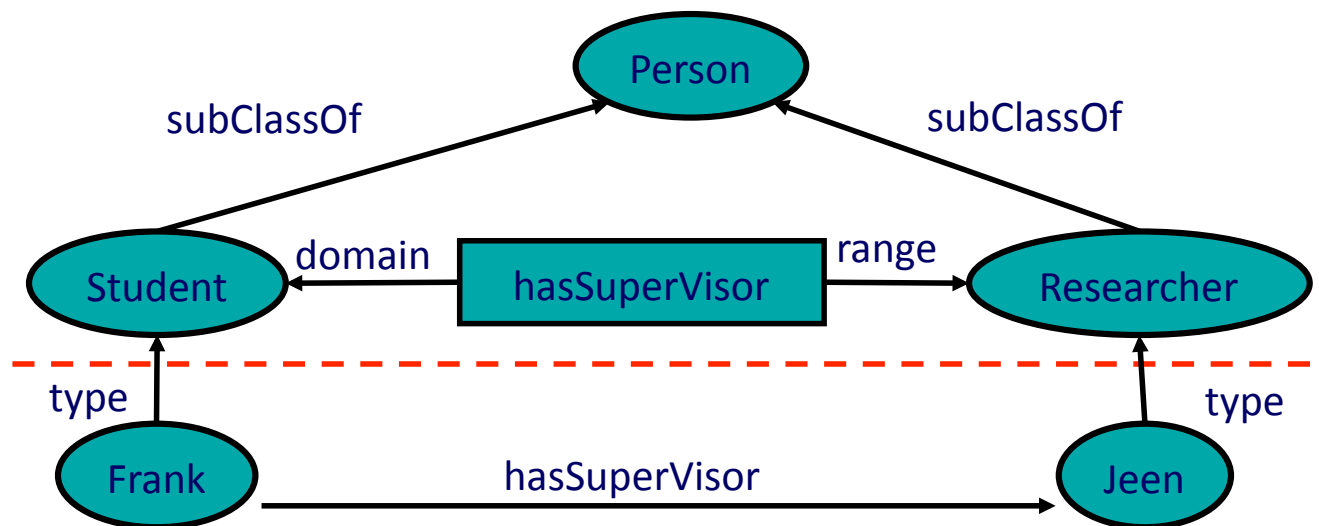 Person
subClassOf
subClassOf
Student
domain
hasSuperVisor
range
Researcher
type
type
Frank
hasSuperVisor
Jeen